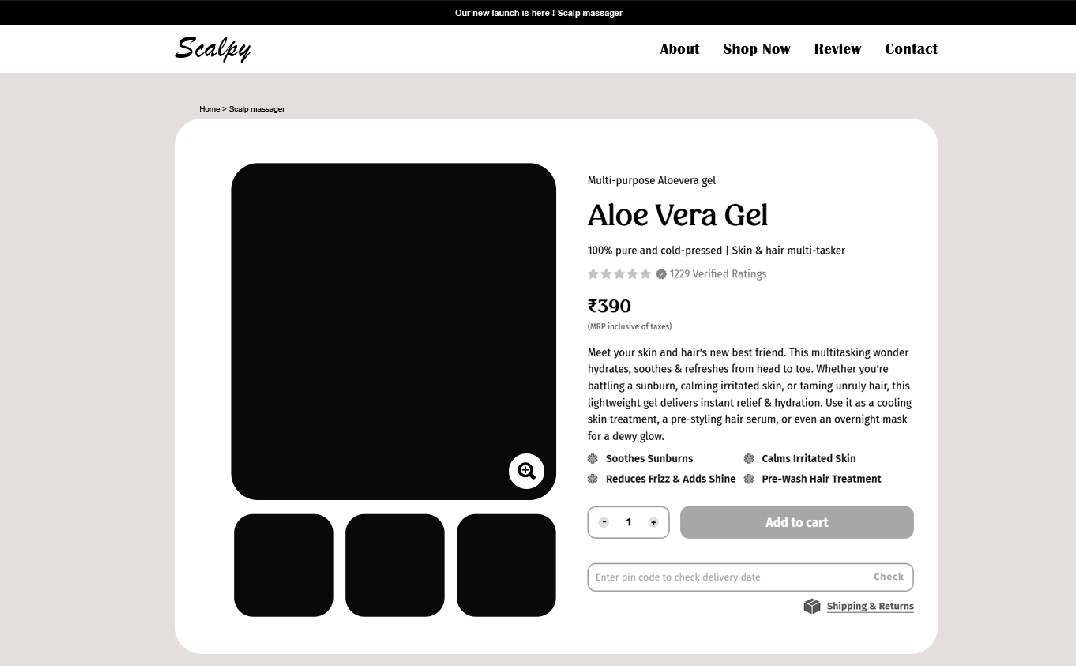 Our new launch is here ! Scalp massager
Scalpy
About Shop Now Review Contact
Home > Scalp massager
Multi-purpose Aloevera gel
Aloe Vera Gel
100% pure and cold-pressed | Skin & hair multi-tasker
1229 Verified Ratings
₹390
(MRP inclusive of taxes)
Meet your skin and hair's new best friend. This multitasking wonder
hydrates, soothes & refreshes from head to toe. Whether you're
battling a sunburn, calming irritated skin, or taming unruly hair, this
lightweight gel delivers instant relief & hydration. Use it as a cooling
skin treatment, a pre-styling hair serum, or even an overnight mask
for a dewy glow.
Soothes Sunburns Calms Irritated Skin
Reduces Frizz & Adds Shine Pre-Wash Hair Treatment
- 1 + Add to cart
Enter pin code to check delivery date Check
Shipping & Returns